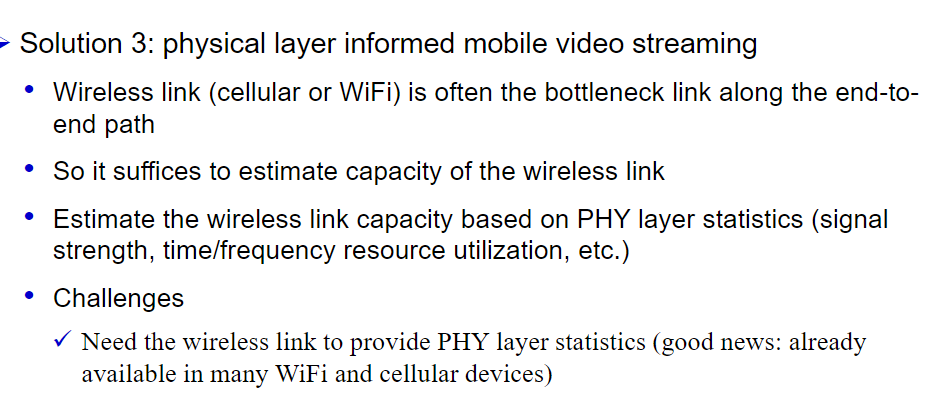 Solution 3: physical layer informed mobile video streaming
Wireless link (cellular or WiFi) is often the bottleneck link along the end-to-
end path
So it suffices to estimate capacity of the wireless link
Estimate the wireless link capacity based on PHY layer statistics (signal
strength, time/frequency resource utilization, etc.)
Challenges
Need the wireless link to provide PHY layer statistics (good news: already
available in many WiFi and cellular devices)